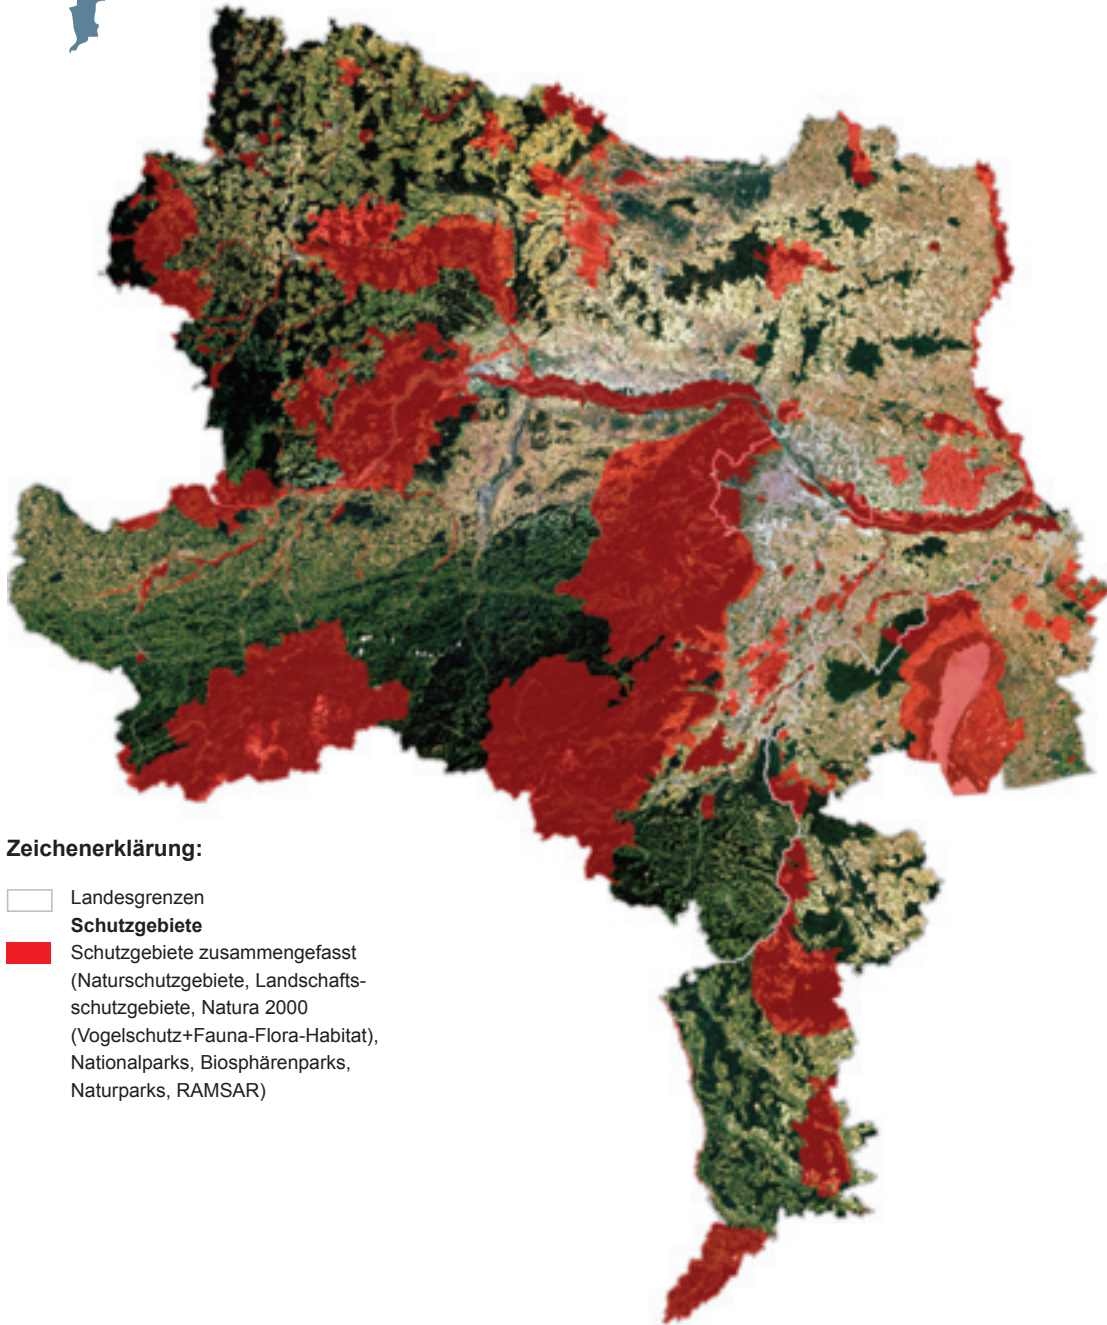 Zeichenerklärung:
Landesgrenzen
Schutzgebiete
Schutzgebiete zusammengefasst
(Naturschutzgebiete, Landschafts-
schutzgebiete, Natura 2000
(Vogelschutz+Fauna-Flora-Habitat),
Nationalparks, Biosphärenparks,
Naturparks, RAMSAR)